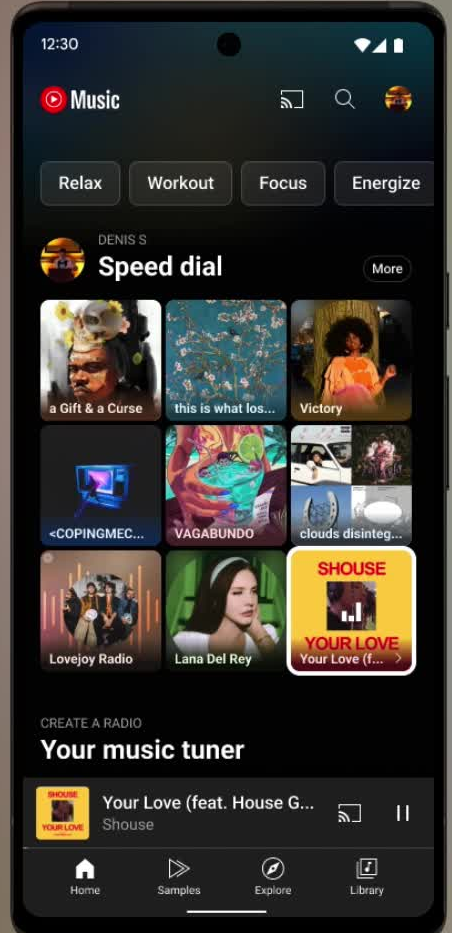 12:30
Music
Relax
Workout
Focus
Energize
DENIS S
Speed dial
More
a Gift & a Curse
this is what los...
Victory
<COPINGMEC...
VAGABUNDO
clouds disinteg...
Lovejoy Radio
Lana Del Rey
SHOUSE
YOUR LOVE
Your Love (f...
CREATE A RADIO
Your music tuner
SHOUSE
YOUR LOVE
Your Love (feat. House G...
Shouse
Home
Samples
Explore
Library